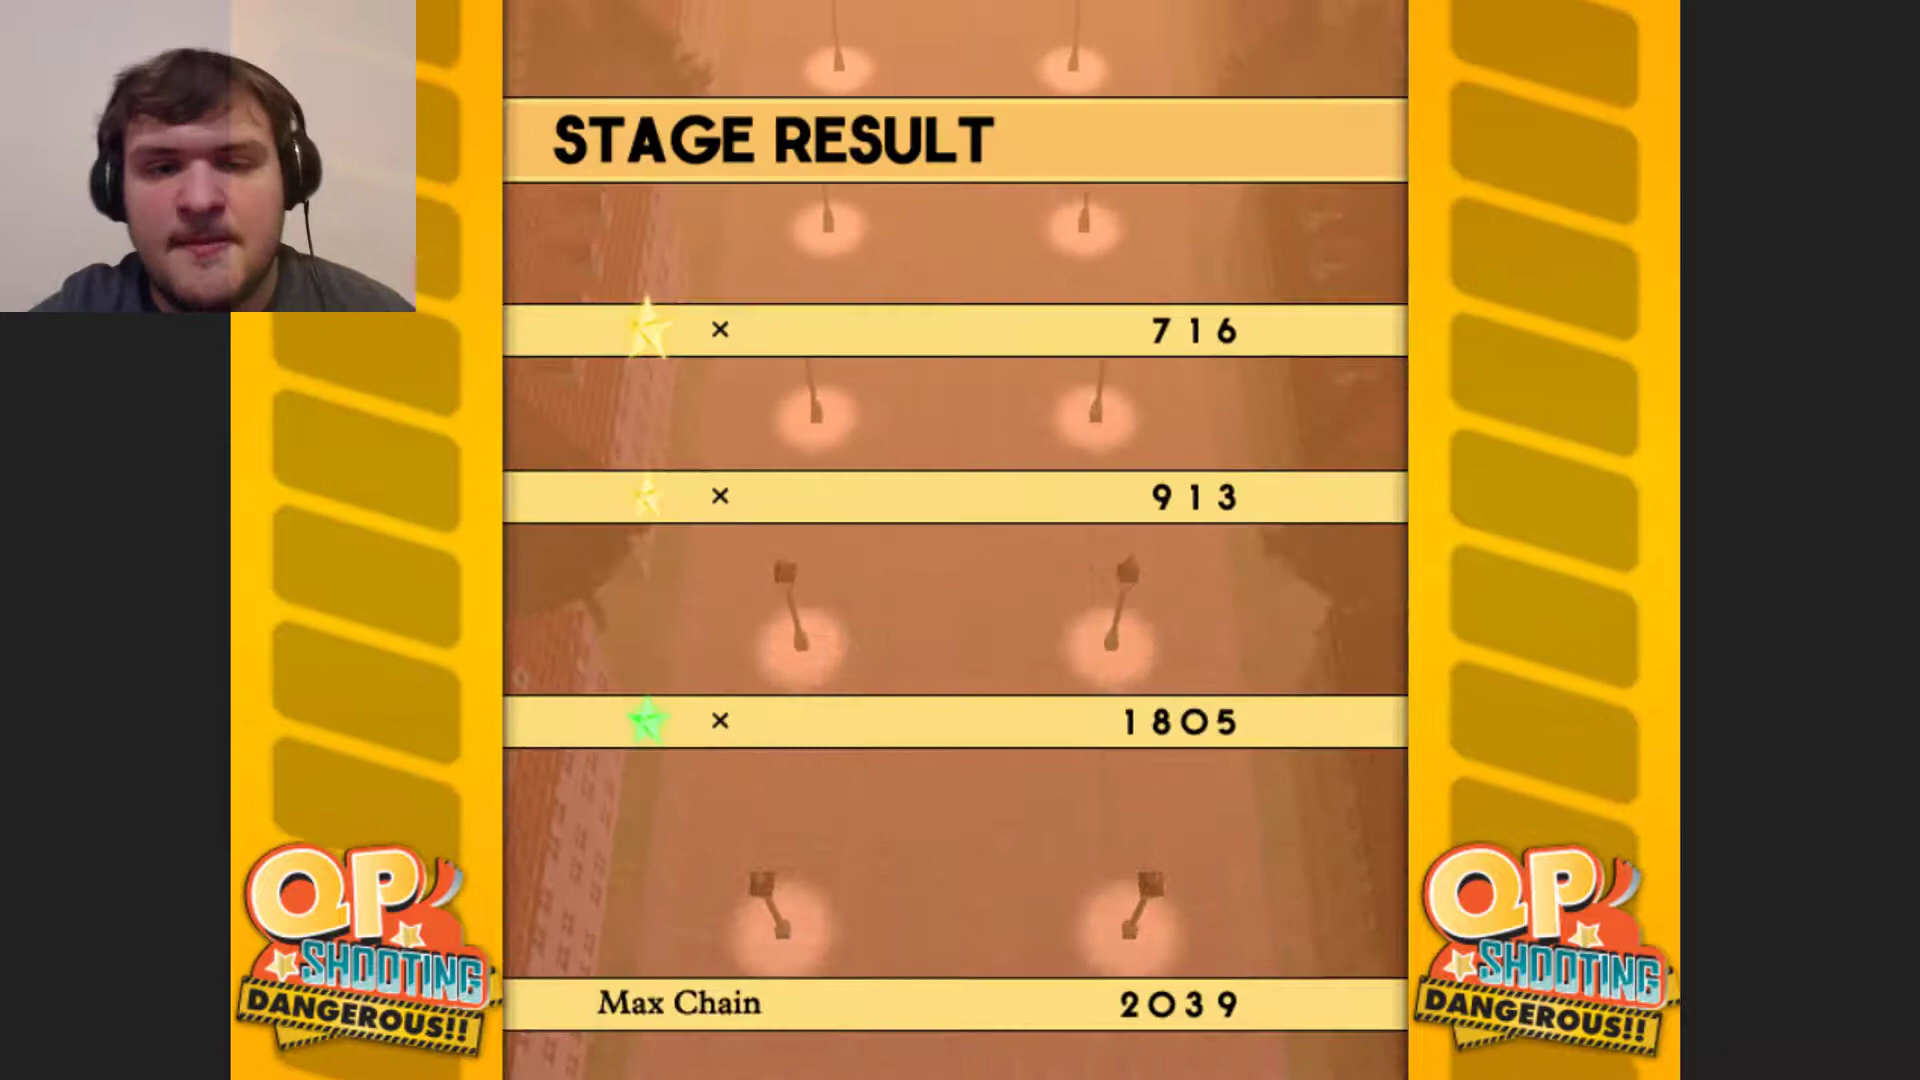 STAGE RESULT
× 716
× 913
× 1805
Max Chain 2039
QP
SHOOTING
DANGEROUS!!
QP
SHOOTING
DANGEROUS!!